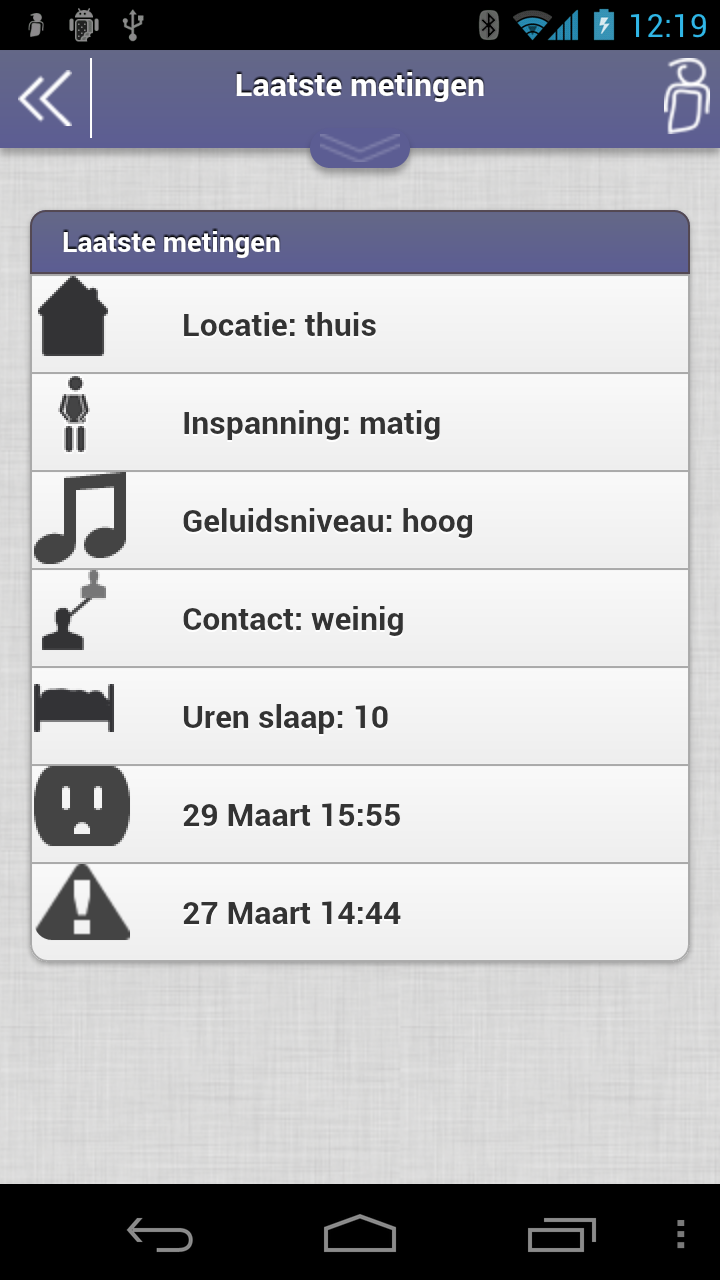 12:19
Laatste metingen
Laatste metingen
Locatie: thuis
Inspanning: matig
Geluidsniveau: hoog
Contact: weinig
Uren slaap: 10
29 Maart 15:55
27 Maart 14:44